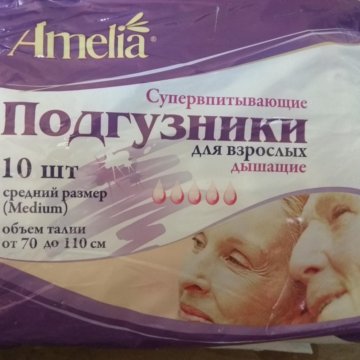 Amelia®
Супервпитывающие
Подгузники
для взрослых
10 шт
дышащие
средний размер
(Medium)
объем талии
от 70 до 110 см